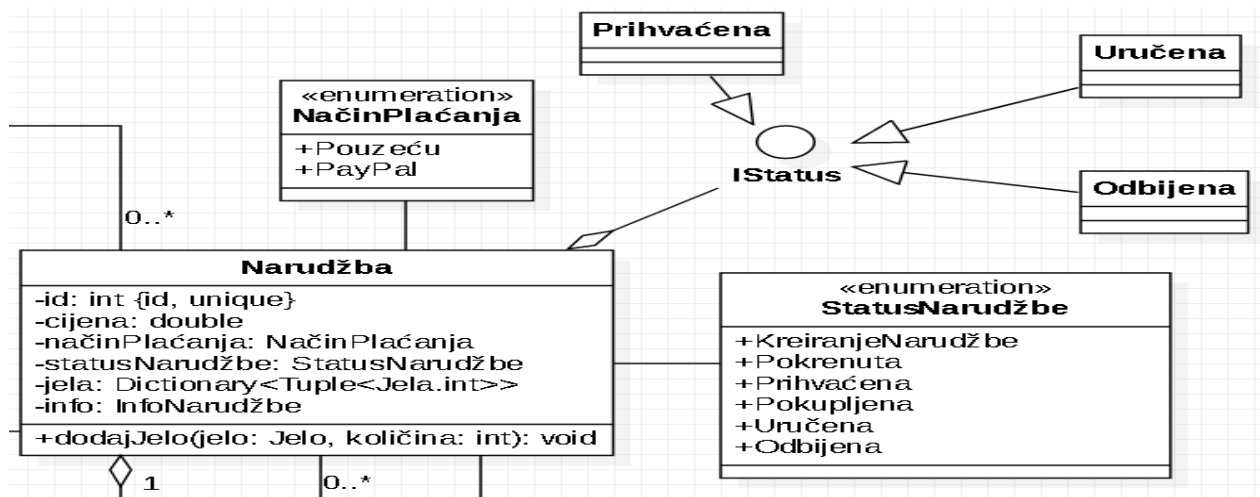 Prihvaćena
Uručena
«enumeration»
NačinPlaćanja
+Pouzeću
+PayPal
IStatus
Odbijena
0..*
Narudžba
-id: int {id, unique}
-cijena: double
-načinPlaćanja: NačinPlaćanja
-statusNarudžbe: StatusNarudžbe
-jela: Dictionary<Tuple<Jela.int>>
-info: InfoNarudžbe
+dodajJelo(jelo: Jelo, količina: int): void
«enumeration»
StatusNarudžbe
+KreiranjeNarudžbe
+Pokrenuta
+Prihvaćena
+Pokupljena
+Uručena
+Odbijena
1
0..*